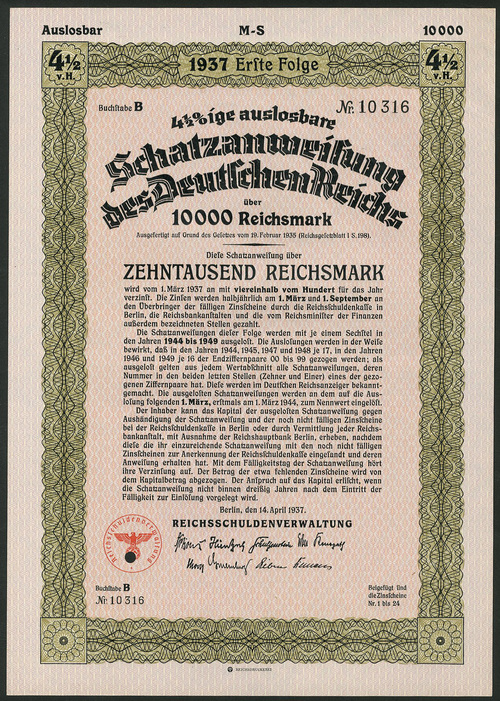 Auslosbar M-S 10000
4½ v.H. 1937 Erste Folge 4½ v.H.
Buchstabe B Nr. 10316
4½%ige auslosbare
Schatzanweisung
des Deutschen Reichs
über
10000 Reichsmark
Ausgefertigt auf Grund des Gesetzes vom 19. Februar 1935 (Reichsgesetzblatt I S. 198).
Diese Schatzanweisung über
ZEHNTAUSEND REICHSMARK
wird vom 1. März 1937 an mit viereinhalb vom Hundert für das Jahr
verzinst. Die Zinsen werden halbjährlich am 1. März und 1. September an
den Überbringer der fälligen Zinsscheine durch die Reichsschuldenkasse in
Berlin, die Reichsbankanstalten und die vom Reichsminister der Finanzen
außerdem bezeichneten Stellen gezahlt.
Die Schatzanweisungen dieser Folge werden mit je einem Sechstel in
den Jahren 1944 bis 1949 ausgelost. Die Auslosungen werden in der Weise
bewirkt, daß in den Jahren 1944, 1945, 1947 und 1948 je 17, in den Jahren
1946 und 1949 je 16 der Endziffernpaare 00 bis 99 gezogen werden; als
ausgelost gelten aus jedem Wertabschnitt alle Schatzanweisungen, deren
Nummer in den beiden letzten Stellen (Zehner und Einer) eines der gezo-
genen Ziffernpaare hat. Diese werden im Deutschen Reichsanzeiger bekannt-
gemacht. Die ausgelosten Schatzanweisungen werden an dem auf die Aus-
losung folgenden 1. März, erstmals am 1. März 1944, zum Nennwert eingelöst.
Der Inhaber kann das Kapital der ausgelosten Schatzanweisung gegen
Aushändigung der Schatzanweisung und der noch nicht fälligen Zinsscheine
bei der Reichsschuldenkasse in Berlin oder durch Vermittlung jeder Reichs-
bankanstalt, mit Ausnahme der Reichshauptbank Berlin, erheben, nachdem
diese die ihr einzureichende Schatzanweisung mit den noch nicht fälligen
Zinsscheinen zur Anerkennung der Reichsschuldenkasse eingesandt und deren
Anweisung erhalten hat. Mit dem Fälligkeitstag der Schatzanweisung hört
ihre Verzinsung auf. Der Betrag der etwa fehlenden Zinsscheine wird von
dem Kapitalbetrag abgezogen. Der Anspruch auf das Kapital erlischt, wenn
die Schatzanweisung nicht binnen dreißig Jahren nach dem Eintritt der
Fälligkeit zur Einlösung vorgelegt wird.
Berlin, den 14. April 1937.
REICHSSCHULDENVERWALTUNG
Reichsschuldenverwaltung
Buchstabe B
Nr. 10316
Beigefügt sind
die Zinsscheine
Nr. 1 bis 24
REICHSDRUCKEREI